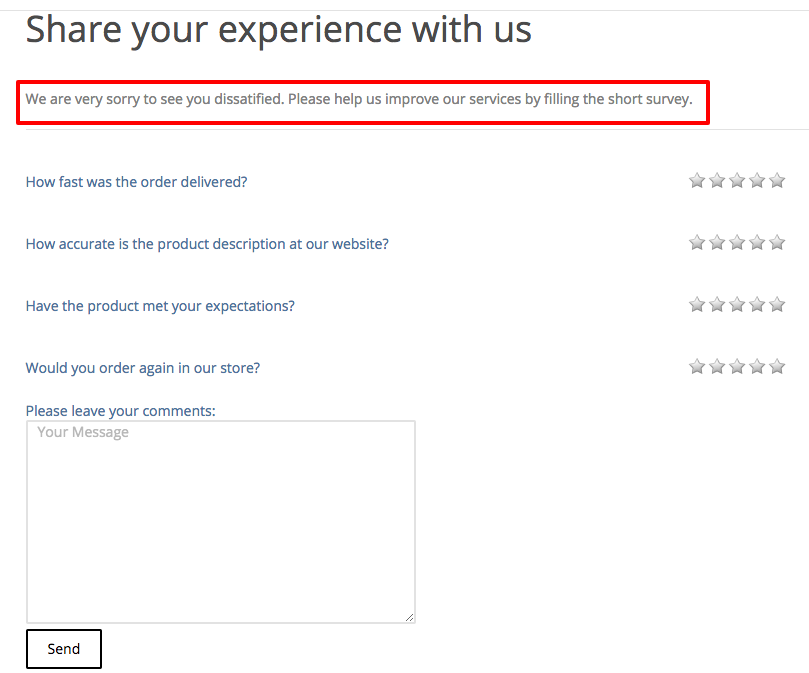 Share your experience with us
We are very sorry to see you dissatified. Please help us improve our services by filling the short survey.
How fast was the order delivered?
How accurate is the product description at our website?
Have the product met your expectations?
Would you order again in our store?
Please leave your comments:
Your Message
Send